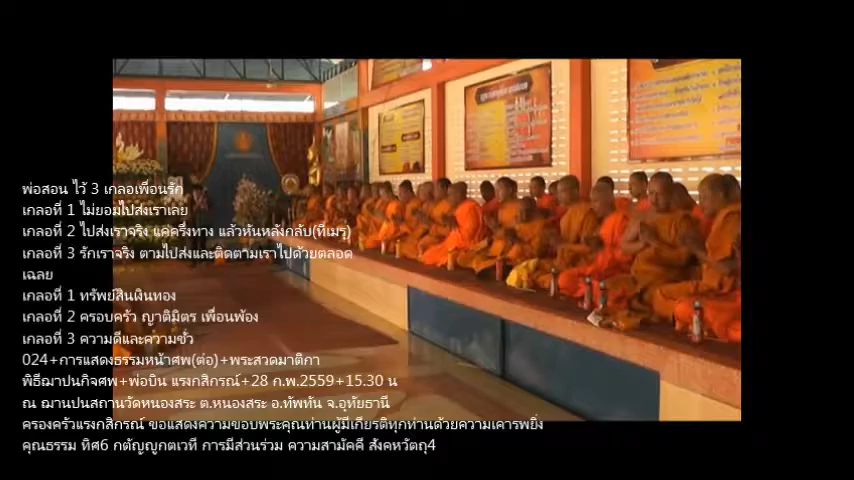 พ่อสอน ไว้ 3 เกลอเพื่อนรัก
เกลอที่ 1 ไม่ยอมไปส่งเราเลย
เกลอที่ 2 ไปส่งเราจริง แค่ครึ่งทาง แล้วหันหลังกลับ(ที่เมรุ)
เกลอที่ 3 รักเราจริง ตามไปส่งและติดตามเราไปด้วยตลอด
เฉลย
เกลอที่ 1 ทรัพย์สินเงินทอง
เกลอที่ 2 ครอบครัว ญาติมิตร เพื่อนพ้อง
เกลอที่ 3 ความดีและความชั่ว
024+การแสดงธรรมหน้าศพ(ต่อ)+พระสวดมาติกา
พิธีฌาปนกิจศพ+พ่อบิน แรงกสิกรณ์+28 ก.พ.2559+15.30 น
ณ ฌาปนสถานวัดหนองสระ ต.หนองสระ อ.ทัพทัน จ.อุทัยธานี
ครองครัวแรงกสิกรณ์ ขอแสดงความขอบพระคุณท่านผู้มีเกียรติทุกท่านด้วยความเคารพยิ่ง
คุณธรรม ทิศ6 กตัญญูกตเวที การมีส่วนร่วม ความสามัคคี สังคหวัตถุ4